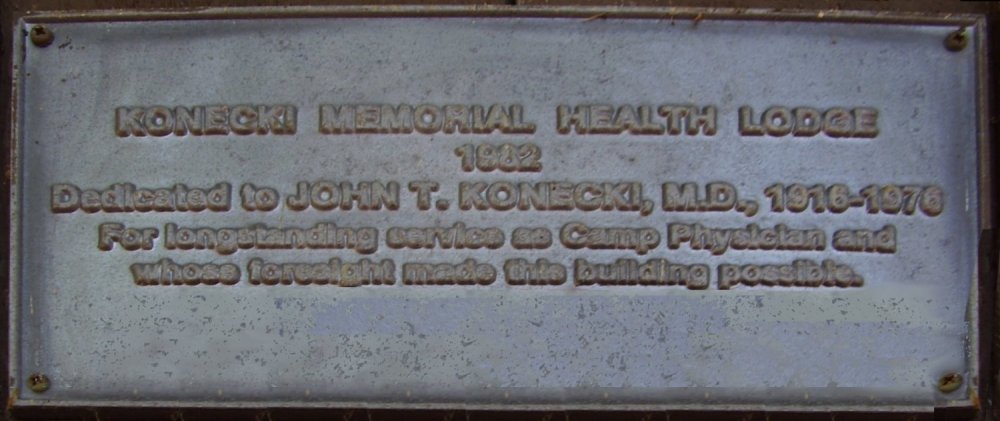 KONECKI MEMORIAL HEALTH LODGE
1982
Dedicated to JOHN T. KONECKI, M.D., 1916-1976
For longstanding service as Camp Physician and
whose foresight made this building possible.